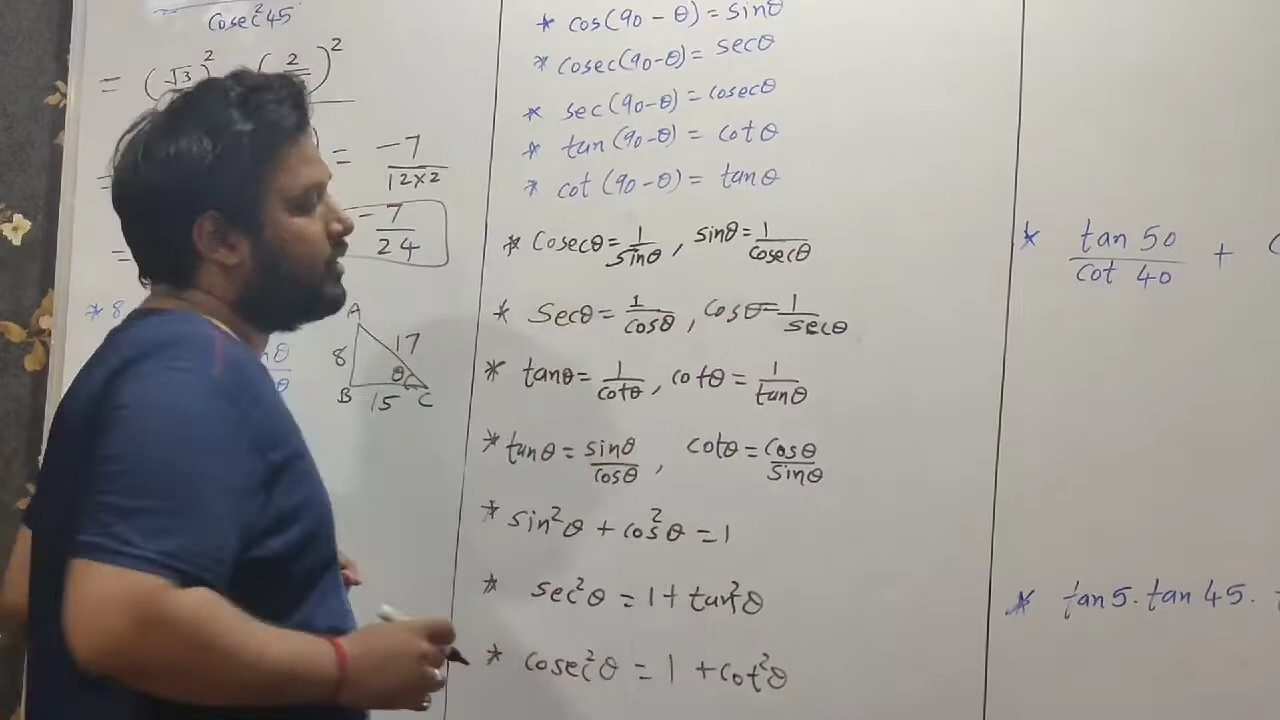 cosec²45
= (√3)² (2)²
= -7/12×2
= -7/24
* 8
A
17
8
θ
B 15 C
* cos(90-θ) = sinθ
* cosec(90-θ) = secθ
* sec(90-θ) = cosecθ
* tan(90-θ) = cotθ
* cot(90-θ) = tanθ
* cosecθ = 1/sinθ, sinθ = 1/cosecθ
* secθ = 1/cosθ, cosθ = 1/secθ
* tanθ = 1/cotθ, cotθ = 1/tanθ
* tanθ = sinθ/cosθ, cotθ = cosθ/sinθ
* sin²θ + cos²θ = 1
* sec²θ = 1 + tan²θ
* cosec²θ = 1 + cot²θ
* tan 50/cot 40 +
* tan5.tan45.